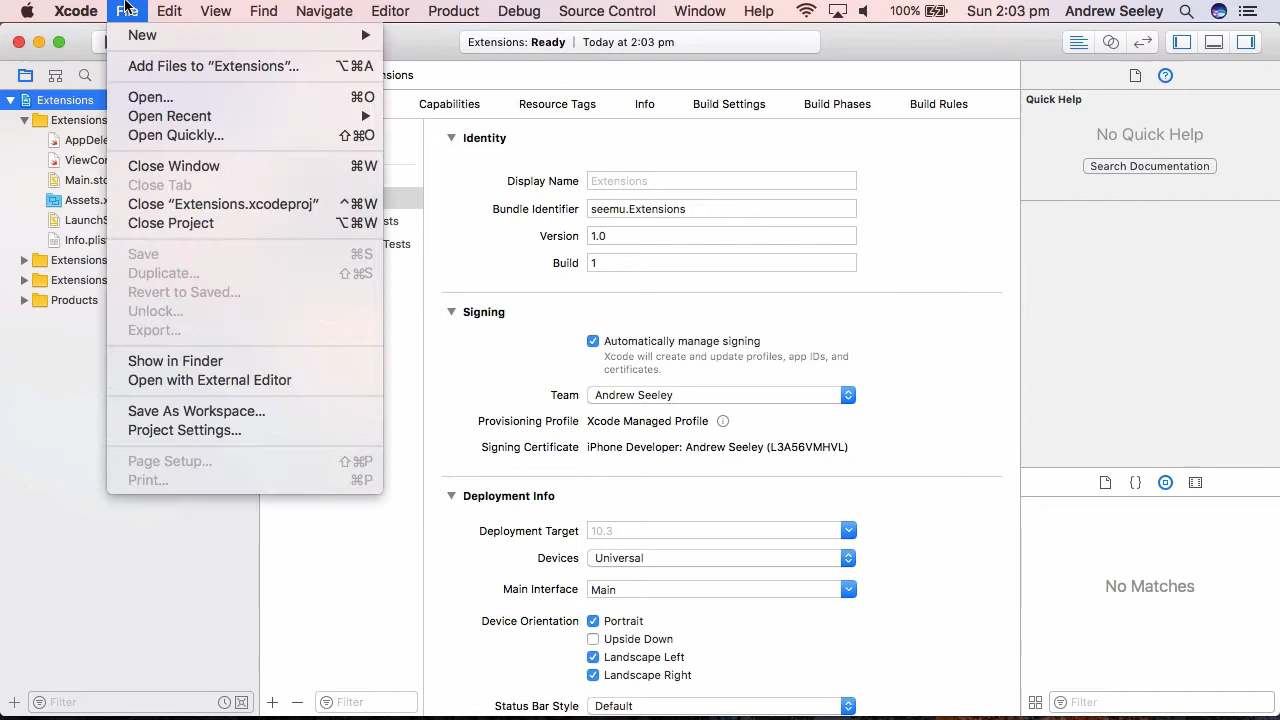 Xcode File Edit View Find Navigate Editor Product Debug Source Control Window Help 100% Sun 2:03 pm Andrew Seeley
Extensions: Ready | Today at 2:03 pm
New
Add Files to “Extensions”... ⌥⌘A
Open... ⌘O
Open Recent
Open Quickly... ⇧⌘O
Close Window ⌘W
Close Tab
Close “Extensions.xcodeproj” ^⌘W
Close Project ⌥⌘W
Save ⌘S
Duplicate... ⇧⌘S
Revert to Saved...
Unlock...
Export...
Show in Finder
Open with External Editor
Save As Workspace...
Project Settings...
Page Setup... ⇧⌘P
Print... ⌘P
Extensions
Extensions
AppDele
ViewCon
Main.sto
Assets.x
LaunchS
Info.plis
Extensions
Extensions
Products
Filter
nsions
Capabilities Resource Tags Info Build Settings Build Phases Build Rules
sts
Tests
Filter
Identity
Display Name Extensions
Bundle Identifier seemu.Extensions
Version 1.0
Build 1
Signing
Automatically manage signing
Xcode will create and update profiles, app IDs, and
certificates.
Team Andrew Seeley
Provisioning Profile Xcode Managed Profile
Signing Certificate iPhone Developer: Andrew Seeley (L3A56VMHVL)
Deployment Info
Deployment Target 10.3
Devices Universal
Main Interface Main
Device Orientation Portrait
Upside Down
Landscape Left
Landscape Right
Status Bar Style Default
Quick Help
No Quick Help
Search Documentation
No Matches
Filter